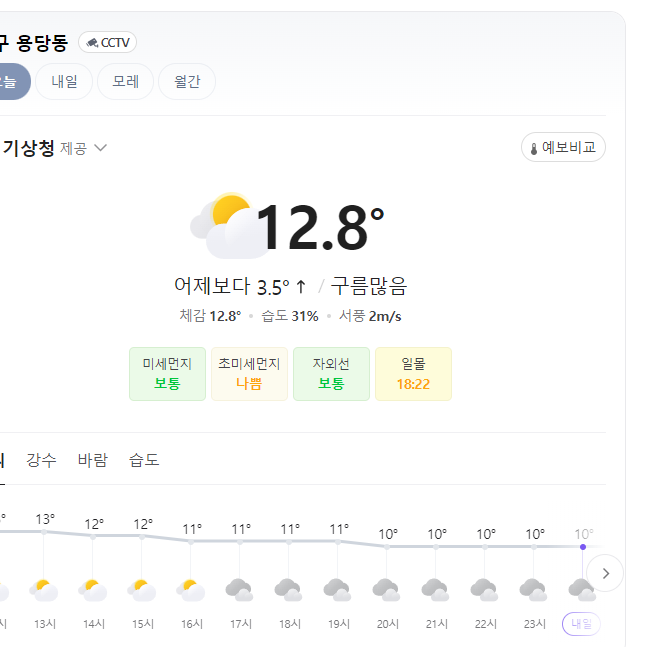 구 용당동 CCTV
오늘 내일 모레 월간
기상청 제공
예보비교
12.8°
어제보다 3.5° ↑ / 구름많음
체감 12.8° • 습도 31% • 서풍 2m/s
미세먼지 초미세먼지 자외선 일몰
보통 나쁨 보통 18:22
강수 바람 습도
13° 12° 12° 11° 11° 11° 11° 10° 10° 10° 10° 10°
시 13시 14시 15시 16시 17시 18시 19시 20시 21시 22시 23시 내일